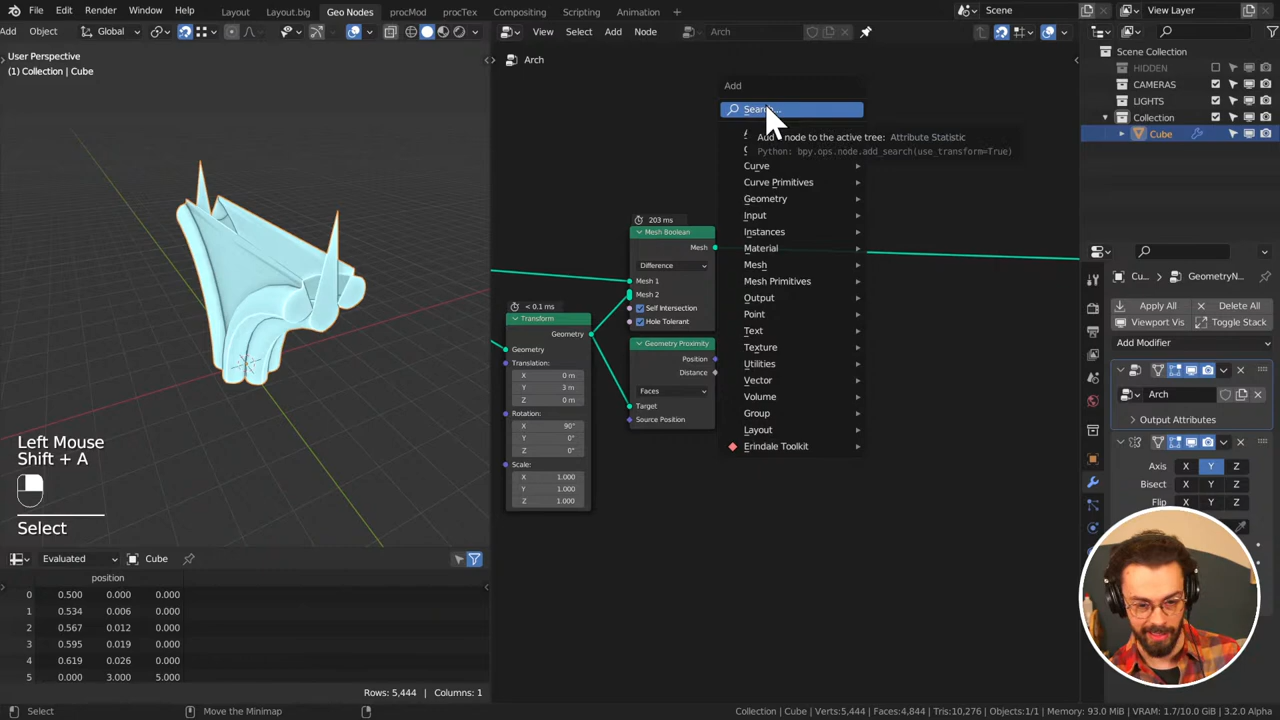 File Edit Render Window Help Layout Layout.big Geo Nodes procMod procTex Compositing Scripting Animation + Scene View Layer
Add Object Global View Select Add Node Arch
User Perspective
(1) Collection | Cube
Arch
Scene Collection
HIDDEN
CAMERAS
LIGHTS
Collection
Cube
Add
Search...
Add node to the active tree: Attribute Statistic
Python: bpy.ops.node.add_search(use_transform=True)
Curve
Curve Primitives
Geometry
Input
Instances
Material
Mesh
Mesh Primitives
Output
Point
Text
Texture
Utilities
Vector
Volume
Group
Layout
Erindale Toolkit
203 ms
Mesh Boolean
Mesh
Difference
Mesh 1
Mesh 2
Self Intersection
Hole Tolerant
< 0.1 ms
Transform
Geometry
Geometry
Translation:
X 0 m
Y 3 m
Z 0 m
Rotation:
X 90°
Y 0°
Z 0°
Scale:
X 1.000
Y 1.000
Z 1.000
Geometry Proximity
Position
Distance
Faces
Target
Source Position
Cu... GeometryN...
Apply All Delete All
Viewport Vis Toggle Stack
Add Modifier
Arch
Output Attributes
Axis X Y Z
Bisect X Y Z
Flip X Y Z
Left Mouse
Shift + A
Select
Evaluated Cube
position
0 0.500 0.000 0.000
1 0.534 0.006 0.000
2 0.567 0.012 0.000
3 0.595 0.019 0.000
4 0.619 0.026 0.000
5 0.000 3.000 5.000
Rows: 5,444 | Columns: 1
Select Move the Minimap Collection | Cube | Verts:5,444 | Faces:4,844 | Tris:10,276 | Objects:1/1 | Memory: 93.0 MiB | VRAM: 1.7/10.0 GiB | 3.2.0 Alpha